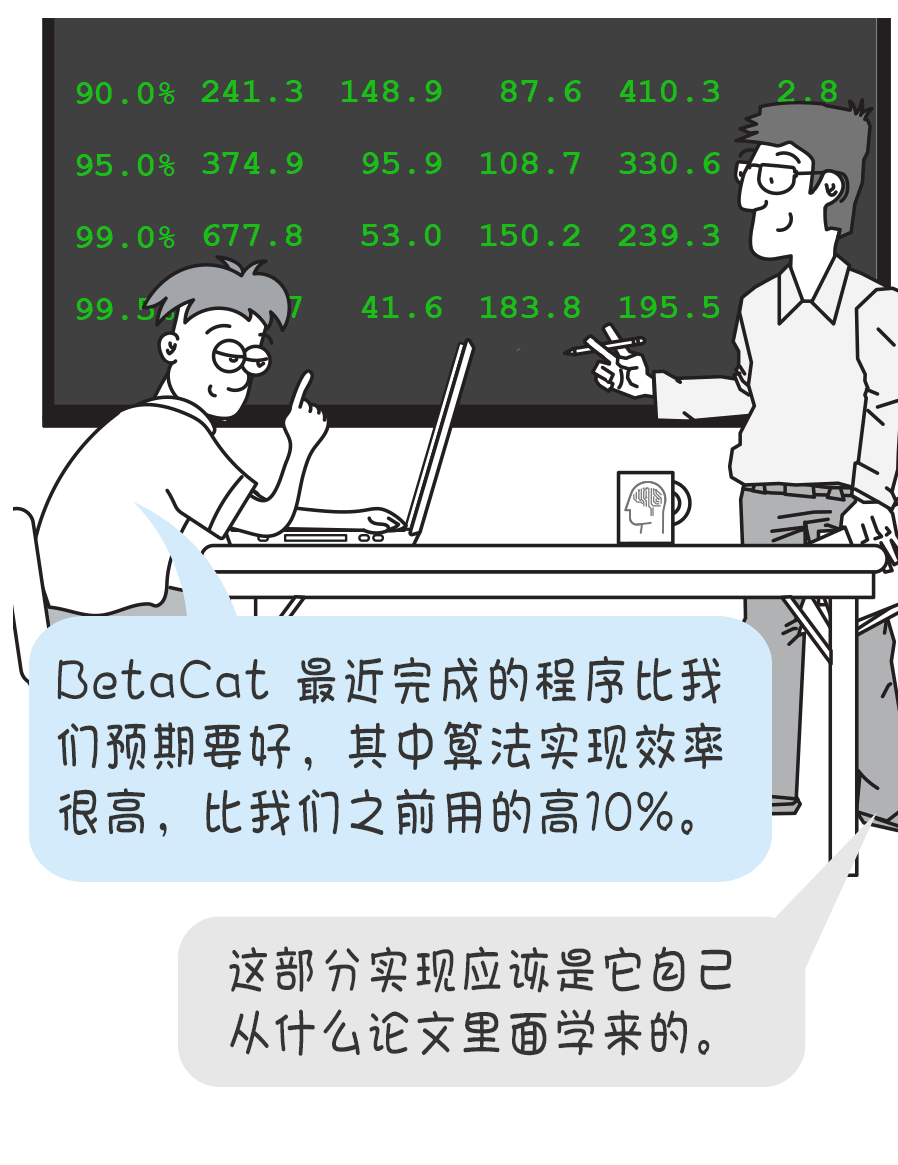 90.0% 241.3 148.9 87.6 410.3 2.8
95.0% 374.9 95.9 108.7 330.6
99.0% 677.8 53.0 150.2 239.3
99.5% 7 41.6 183.8 195.5
BetaCat 最近完成的程序比我
们预期要好，其中算法实现效率
很高，比我们之前用的高10%。
这部分实现应该是它自己
从什么论文里面学来的。